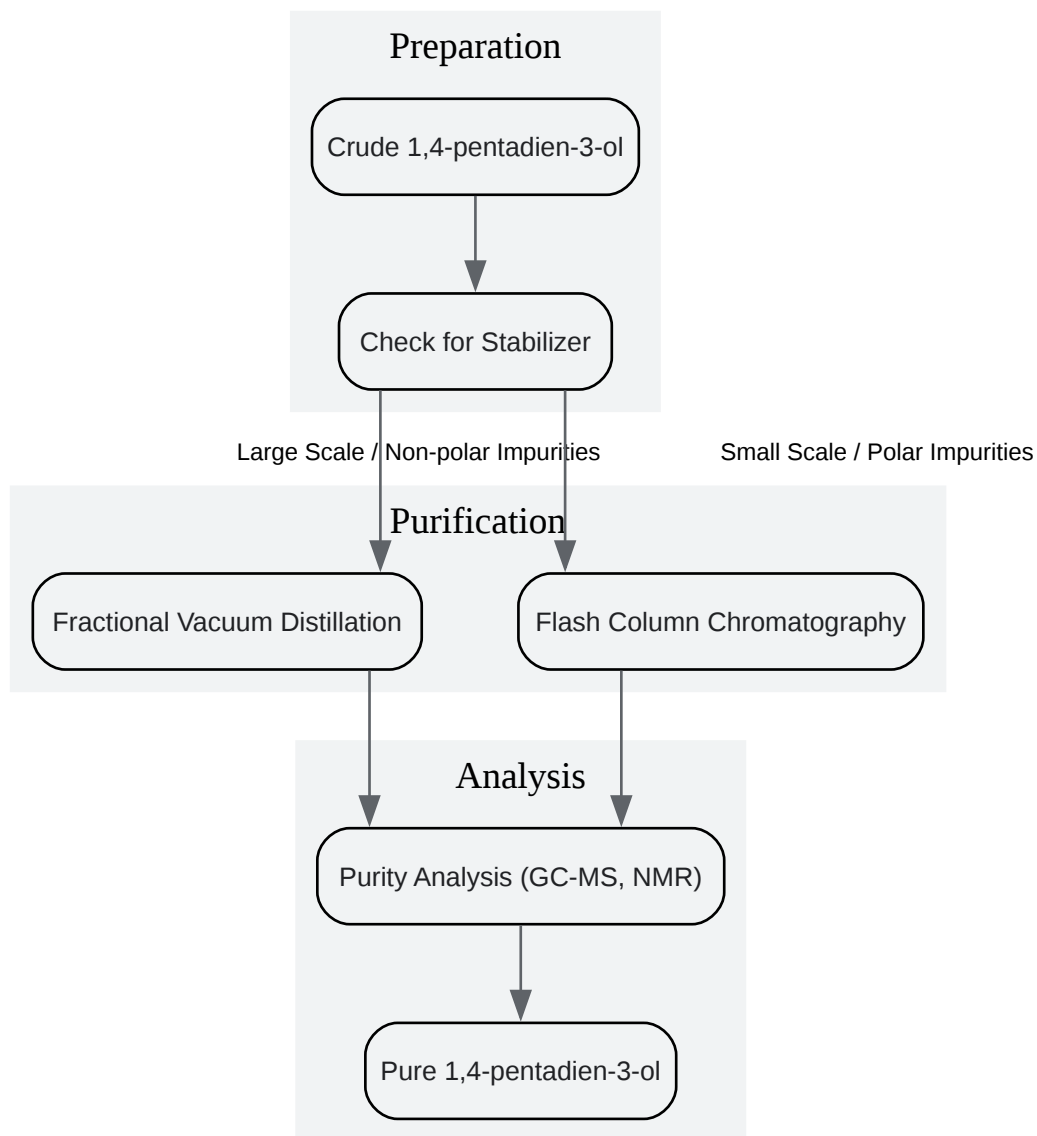 Preparation
Crude 1,4-pentadien-3-ol
Check for Stabilizer
Large Scale / Non-polar Impurities
Small Scale / Polar Impurities
Purification
Fractional Vacuum Distillation
Flash Column Chromatography
Analysis
Purity Analysis (GC-MS, NMR)
Pure 1,4-pentadien-3-ol